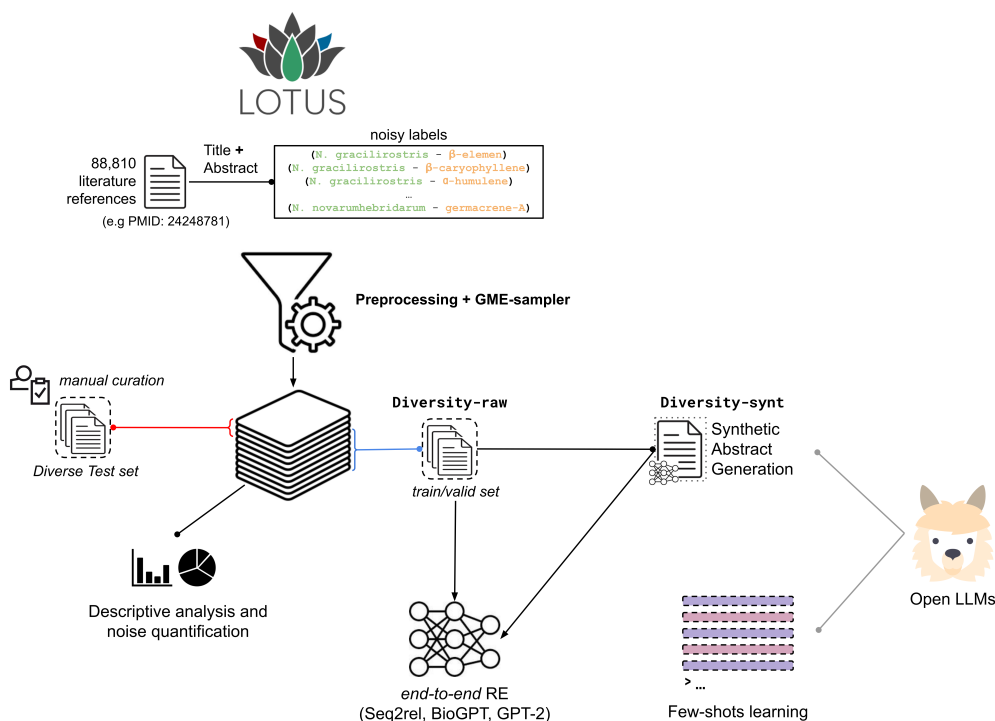 LOTUS
noisy labels
88,810
literature
references
Title +
Abstract
(e.g PMID: 24248781)
(N. gracilirostris - β-elemen)
(N. gracilirostris - β-caryophyllene)
(N. gracilirostris - α-humulene)
…
(N. novarumhebridarum - germacrene-A)
Preprocessing + GME-sampler
manual curation
Diverse Test set
Diversity-raw
train/valid set
Diversity-synt
Synthetic
Abstract
Generation
Descriptive analysis and
noise quantification
end-to-end RE
(Seq2rel, BioGPT, GPT-2)
> …
Few-shots learning
Open LLMs